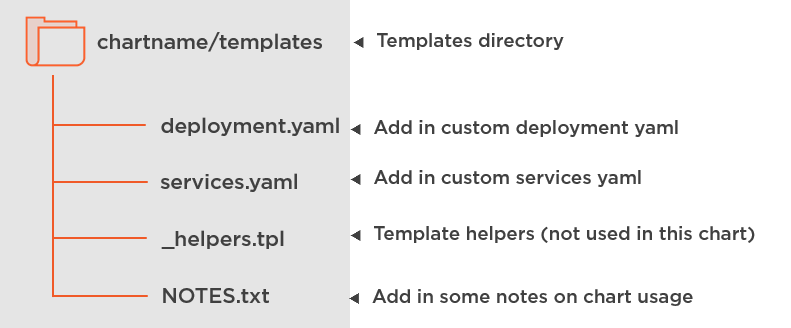 chartname/templates ◄ Templates directory
deployment.yaml ◄ Add in custom deployment yaml
services.yaml ◄ Add in custom services yaml
_helpers.tpl ◄ Template helpers (not used in this chart)
NOTES.txt ◄ Add in some notes on chart usage